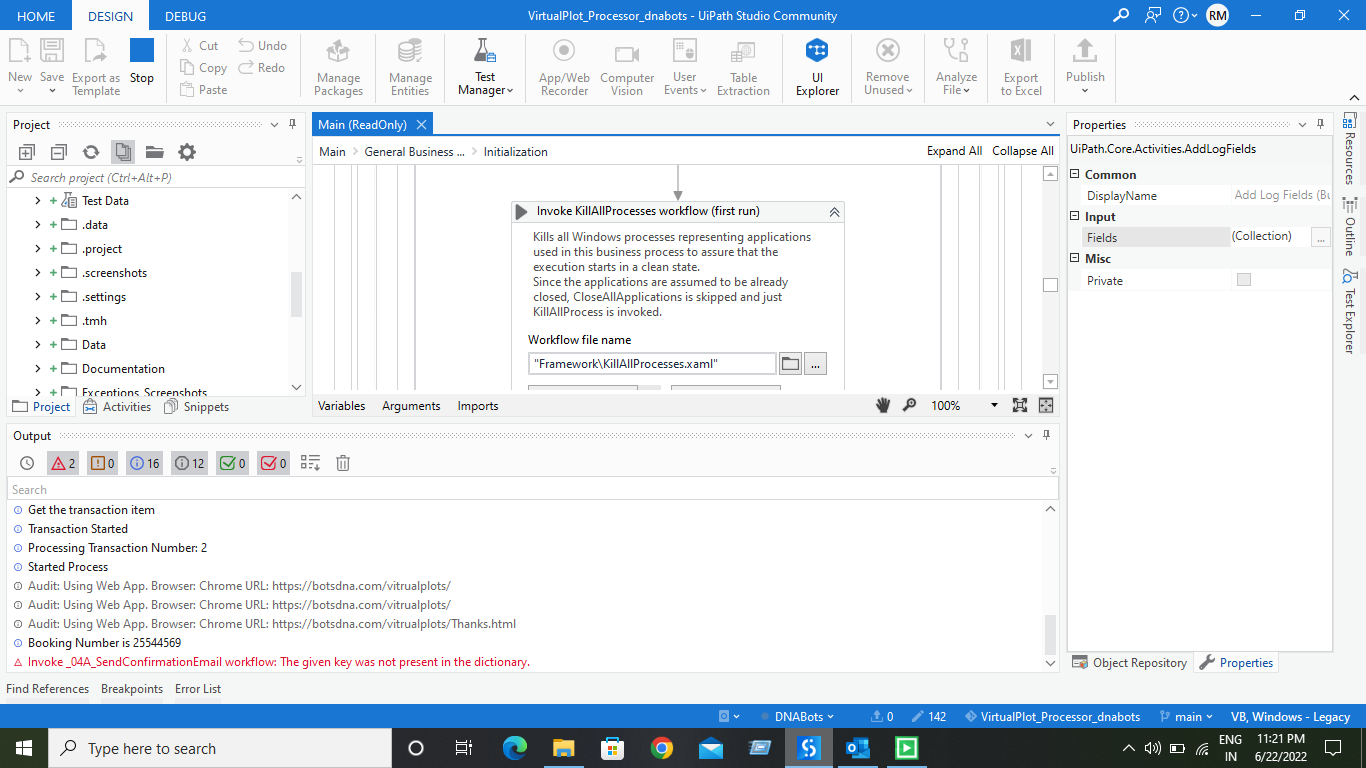 HOME DESIGN DEBUG VirtualPlot_Processor_dnabots - UiPath Studio Community RM
New Save Export as Template Stop Cut Copy Paste Undo Redo Manage Packages Manage Entities Test Manager App/Web Recorder Computer Vision User Events Table Extraction UI Explorer Remove Unused Analyze File Export to Excel Publish
Project
Search project (Ctrl+Alt+P)
Test Data
.data
.project
.screenshots
.settings
.tmh
Data
Documentation
Exceptions_Screenshots
Project Activities Snippets
Main (ReadOnly)
Main General Business ... Initialization Expand All Collapse All
Invoke KillAllProcesses workflow (first run)
Kills all Windows processes representing applications
used in this business process to assure that the
execution starts in a clean state.
Since the applications are assumed to be already
closed, CloseAllApplications is skipped and just
KillAllProcess is invoked.
Workflow file name
"Framework\KillAllProcesses.xaml" ...
Variables Arguments Imports 100%
Properties
UiPath.Core.Activities.AddLogFields
Common
DisplayName Add Log Fields (Bu
Input
Fields (Collection) ...
Misc
Private
Object Repository Properties
Resources
Outline
Test Explorer
Output
2 0 16 12 0 0
Search
Get the transaction item
Transaction Started
Processing Transaction Number: 2
Started Process
Audit: Using Web App. Browser: Chrome URL: https://botsdna.com/vitrualplots/
Audit: Using Web App. Browser: Chrome URL: https://botsdna.com/vitrualplots/
Audit: Using Web App. Browser: Chrome URL: https://botsdna.com/vitrualplots/Thanks.html
Booking Number is 25544569
Invoke _04A_SendConfirmationEmail workflow: The given key was not present in the dictionary.
Find References Breakpoints Error List
DNABots 0 142 VirtualPlot_Processor_dnabots main VB, Windows - Legacy
Type here to search
ENG
IN
11:21 PM
6/22/2022